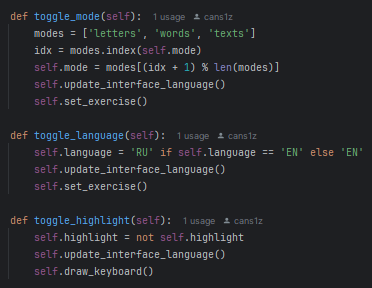 def toggle_mode(self): 1 usage cans1z
    modes = ['letters', 'words', 'texts']
    idx = modes.index(self.mode)
    self.mode = modes[(idx + 1) % len(modes)]
    self.update_interface_language()
    self.set_exercise()

def toggle_language(self): 1 usage cans1z
    self.language = 'RU' if self.language == 'EN' else 'EN'
    self.update_interface_language()
    self.set_exercise()

def toggle_highlight(self): 1 usage cans1z
    self.highlight = not self.highlight
    self.update_interface_language()
    self.draw_keyboard()